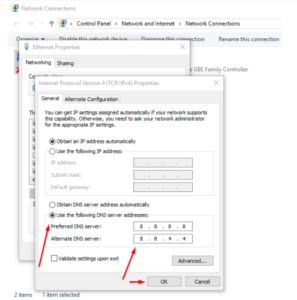 Network Connections
Control Panel > Network and Internet > Network Connections
Organize
Disable this network device
Diagnose this connection
Rename this connection
Ethernet Properties
GBE Family Controller
Networking
Sharing
Internet Protocol Version 4 (TCP/IPv4) Properties
General
Alternate Configuration
You can get IP settings assigned automatically if your network supports
this capability. Otherwise, you need to ask your network administrator
for the appropriate IP settings.
Obtain an IP address automatically
Use the following IP address:
IP address:
Subnet mask:
Default gateway:
Obtain DNS server address automatically
Use the following DNS server addresses:
Preferred DNS server:
8 . 8 . 8 . 8
Alternate DNS server:
8 . 8 . 4 . 4
Validate settings upon exit
Advanced...
OK
Cancel
2 items
1 item selected